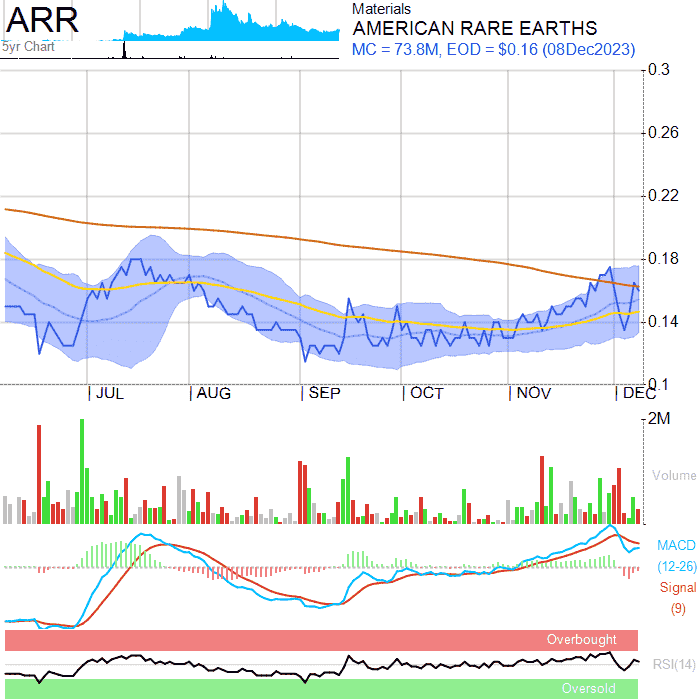 ARR
5yr Chart
Materials
AMERICAN RARE EARTHS
MC = 73.8M, EOD = $0.16 (08Dec2023)
0.3
0.26
0.22
0.18
0.14
0.1
JUL AUG SEP OCT NOV DEC
2M
Volume
MACD
(12-26)
Signal
(9)
Overbought
RSI(14)
Oversold